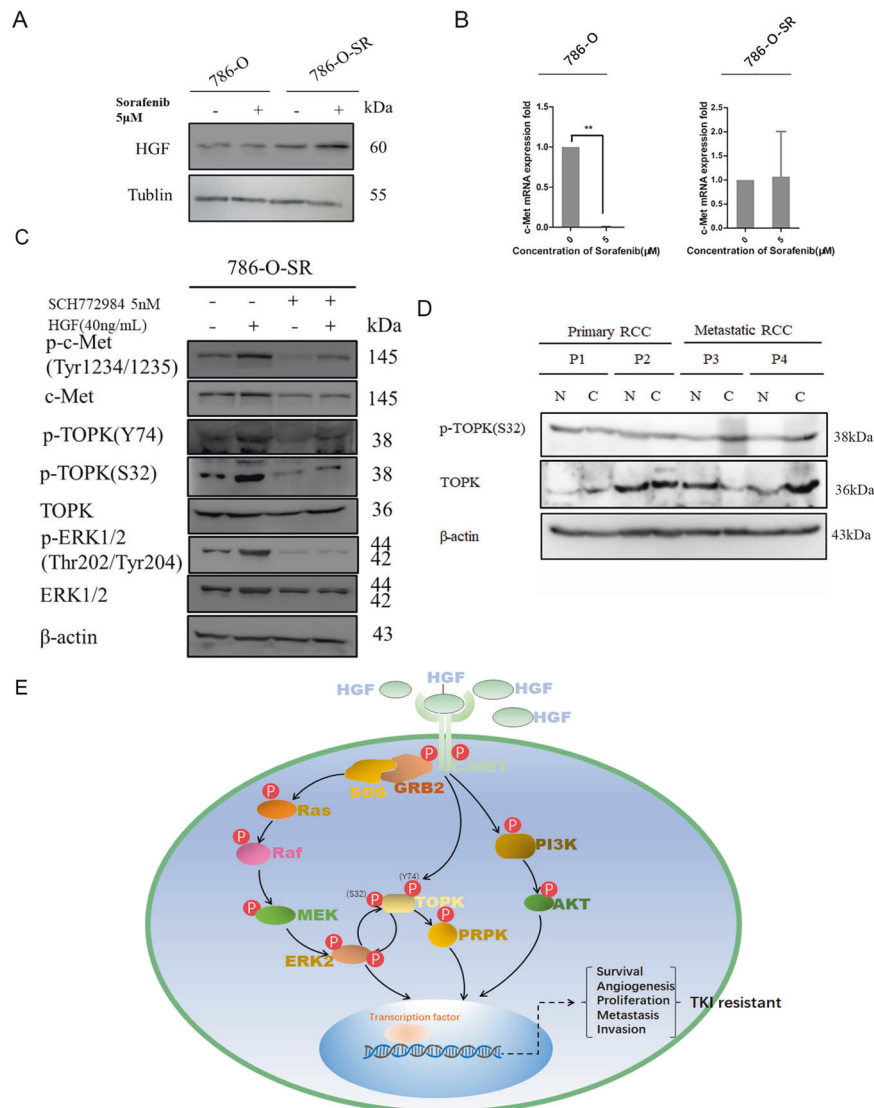 A
786-O
786-O-SR
Sorafenib
5μM
- + - +
kDa
HGF
60
Tublin
55
B
786-O
c-Met mRNA expression fold
1.5
1.0
0.5
0.0
**
0
5
Concentration of Sorafenib(μM)
786-O-SR
c-Met mRNA expression fold
2.5
2.0
1.5
1.0
0.5
0.0
0
5
Concentration of Sorafenib(μM)
C
786-O-SR
SCH772984 5nM - - + +
HGF(40ng/mL) - + - +
kDa
p-c-Met
(Tyr1234/1235)
145
c-Met
145
p-TOPK(Y74)
38
p-TOPK(S32)
38
TOPK
36
p-ERK1/2
(Thr202/Tyr204)
44
42
ERK1/2
44
42
β-actin
43
D
Primary RCC
Metastatic RCC
P1 P2 P3 P4
N C N C N C N C
p-TOPK(S32)
38kDa
TOPK
36kDa
β-actin
43kDa
E
HGF
HGF
HGF
HGF
P
P
C-MET
SOS
GRB2
P
Ras
P
Raf
P
MEK
P
P
ERK2
(S32)
P
(Y74)
P
TOPK
P
PRPK
P
PI3K
P
AKT
Transcription factor
Survival
Angiogenesis
Proliferation
Metastasis
Invasion
TKI resistant